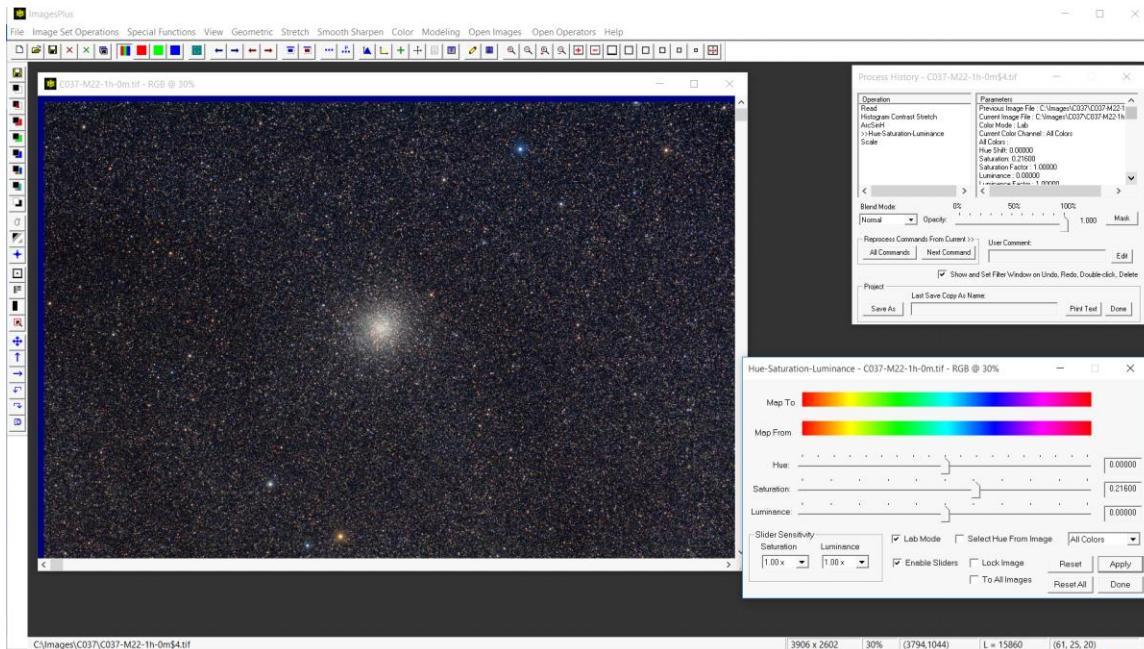 ImagesPlus
File Image Set Operations Special Functions View Geometric Stretch Smooth Sharpen Color Modeling Open Images Open Operators Help
C037-M22-1h-0m.tif - RGB @ 30%
Process History - C037-M22-1h-0m$4.tif
Operation
Read
Histogram Contrast Stretch
ArcSinH
>>Hue-Saturation-Luminance
Scale
Parameters
Previous Image File : C:\Images\C037\C037-M22-1
Current Image File : C:\Images\C037\C037-M22-1h
Color Mode : Lab
Current Color Channel : All Colors
All Colors :
Hue Shift: 0.00000
Saturation: 0.21600
Saturation Factor : 1.00000
Luminance : 0.00000
Luminance Factor : 1.00000
Blend Mode: 0% 50% 100%
Normal Opacity: 1.000 Mask
Reprocess Commands From Current >> User Comment:
All Commands Next Command Edit
Show and Set Filter Window on Undo, Redo, Double-click, Delete
Project
Last Save Copy As Name:
Save As Print Text Done
Hue-Saturation-Luminance - C037-M22-1h-0m.tif - RGB @ 30%
Map To
Map From
Hue: 0.00000
Saturation: 0.21600
Luminance: 0.00000
Slider Sensitivity
Saturation Luminance
1.00 x 1.00 x
Lab Mode Select Hue From Image All Colors
Enable Sliders Lock Image Reset Apply
To All Images Reset All Done
C:\Images\C037\C037-M22-1h-0m$4.tif 3906 x 2602 30% (3794,1044) L = 15860 (61, 25, 20)